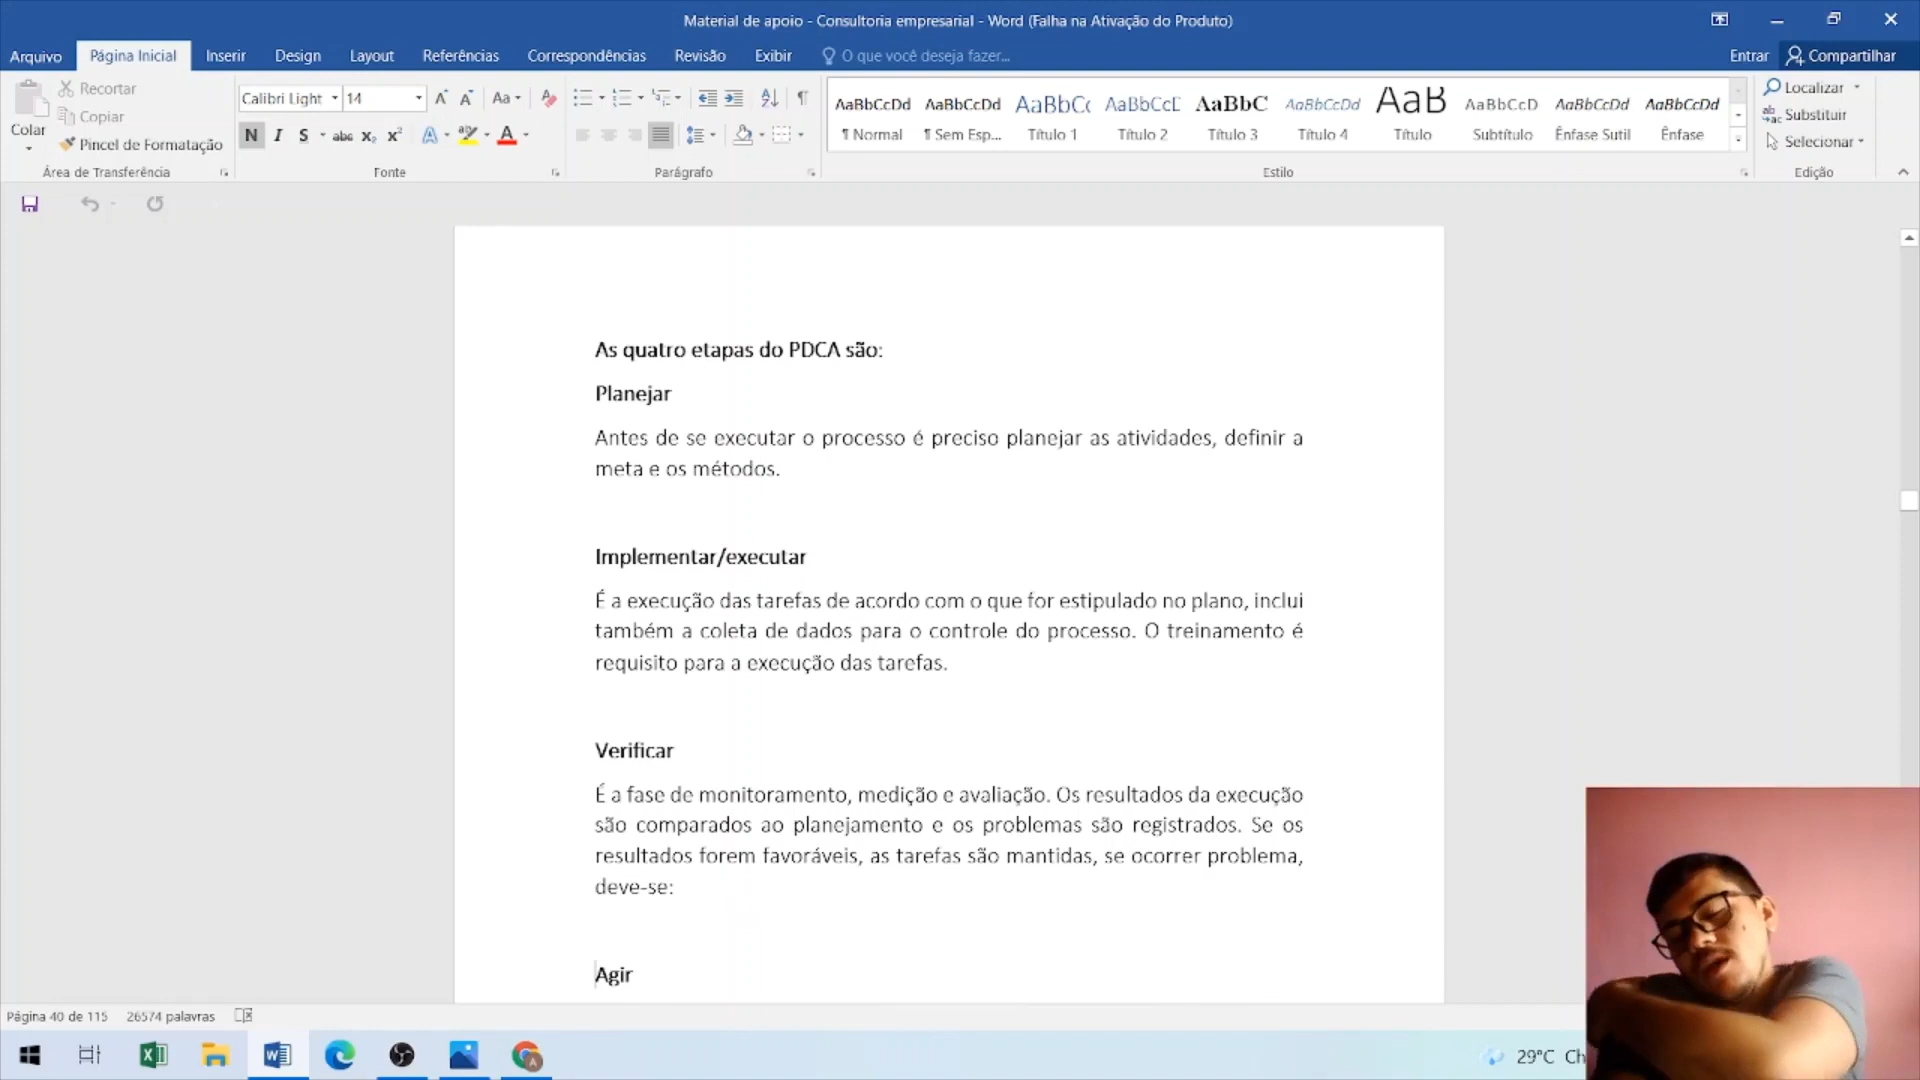 Material de apoio - Consultoria empresarial - Word (Falha na Ativação do Produto)
Arquivo Página Inicial Inserir Design Layout Referências Correspondências Revisão Exibir O que você deseja fazer... Entrar Compartilhar
Colar
Recortar
Copiar
Pincel de Formatação
Área de Transferência
Calibri Light 14 Aa
N I S abc X₂ X² A A
Fonte
Parágrafo
AaBbCcDd AaBbCcDd AaBbCc AaBbCcE AaBbC AaBbCcDd AaB AaBbCcD AaBbCcDd AaBbCcDd
¶ Normal ¶ Sem Esp... Título 1 Título 2 Título 3 Título 4 Título Subtítulo Ênfase Sutil Ênfase
Estilo
Localizar
Substituir
Selecionar
Edição
As quatro etapas do PDCA são:
Planejar
Antes de se executar o processo é preciso planejar as atividades, definir a
meta e os métodos.
Implementar/executar
É a execução das tarefas de acordo com o que for estipulado no plano, inclui
também a coleta de dados para o controle do processo. O treinamento é
requisito para a execução das tarefas.
Verificar
É a fase de monitoramento, medição e avaliação. Os resultados da execução
são comparados ao planejamento e os problemas são registrados. Se os
resultados forem favoráveis, as tarefas são mantidas, se ocorrer problema,
deve-se:
Agir
Página 40 de 115 26574 palavras
29°C Ch